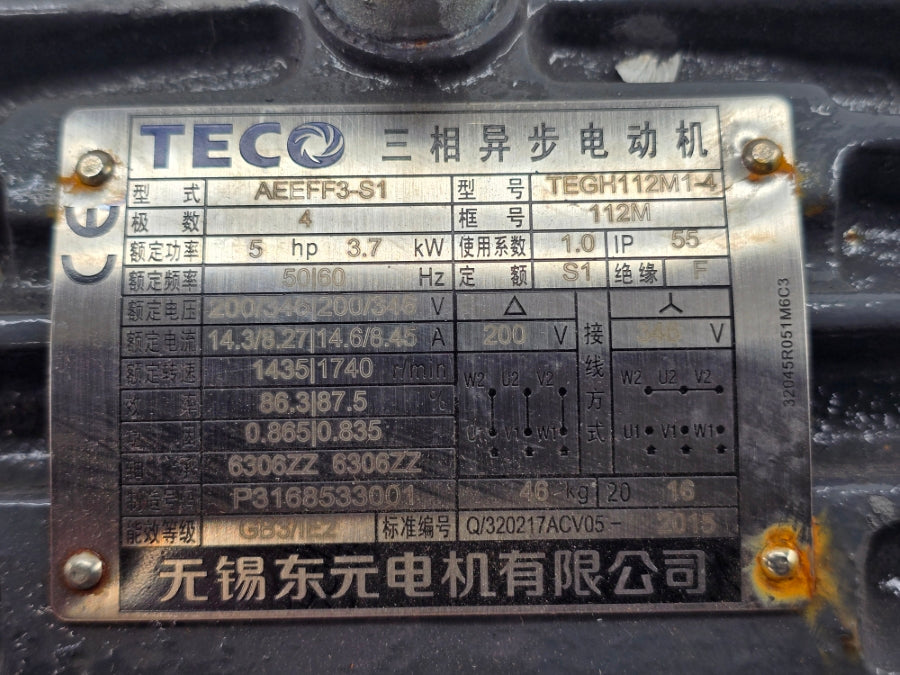 TECO 三相异步电动机
型式 AEEFF3-S1 型号 TEGH112M1-4
极数 4 框号 112M
额定功率 5 hp 3.7 kW 使用系数 1.0 IP 55
额定频率 50|60 Hz 定额 S1 绝缘 F
额定电压 200/346|200/346 V △ 人
额定电流 14.3/8.27|14.6/8.45 A 200 V 接线方式 346 V
额定转速 1435|1740 r/min
W2 U2 V2 W2 U2 V2
效率 86.3|87.5 %
0.865|0.835 U1 V1 W1 U1 V1 W1
6306ZZ 6306ZZ
制造号码 P3168533001 46 kg 20 16
能效等级 GB3/IE2 标准编号 Q/320217ACV05- 2015
无锡东元电机有限公司
CE
32045R051M6C3